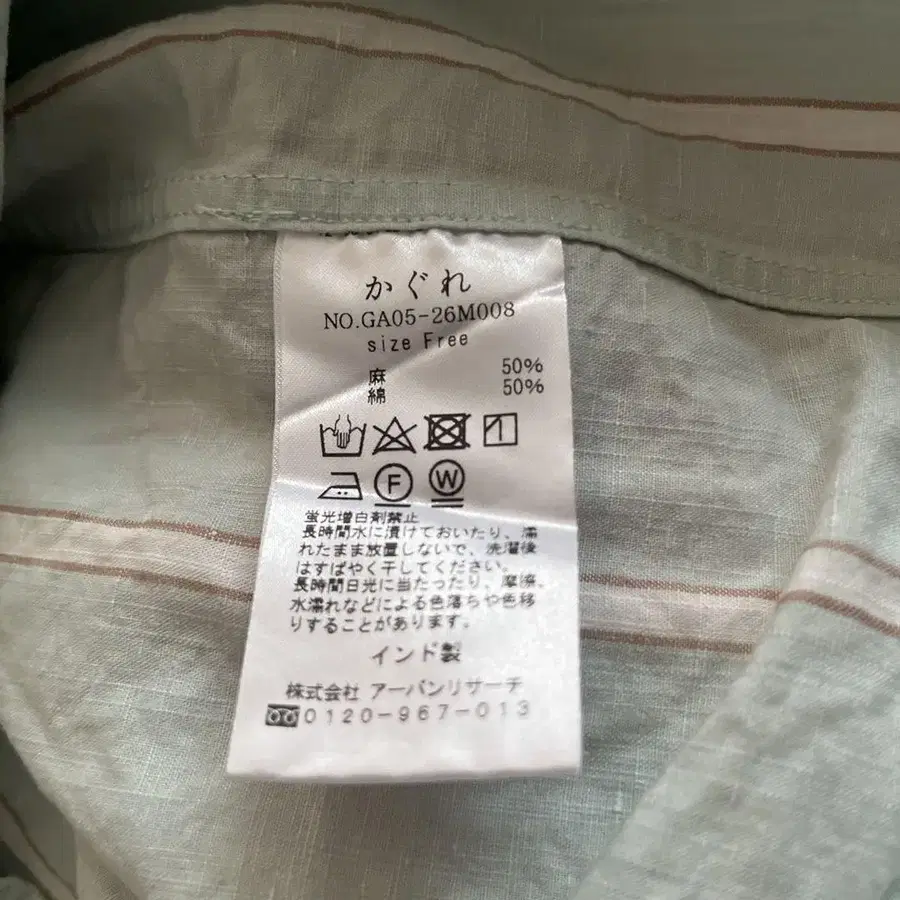 かぐれ
NO.GA05-26M008
size Free
麻 50%
綿 50%
F W
蛍光増白剤禁止
長時間水に漬けておいたり、濡
れたまま放置しないで、洗濯後
はすばやく干してください。
長時間日光に当たったり、摩擦、
水濡れなどによる色落ちや色移
りすることがあります。
インド製
株式会社 アーバンリサーチ
0120-967-013